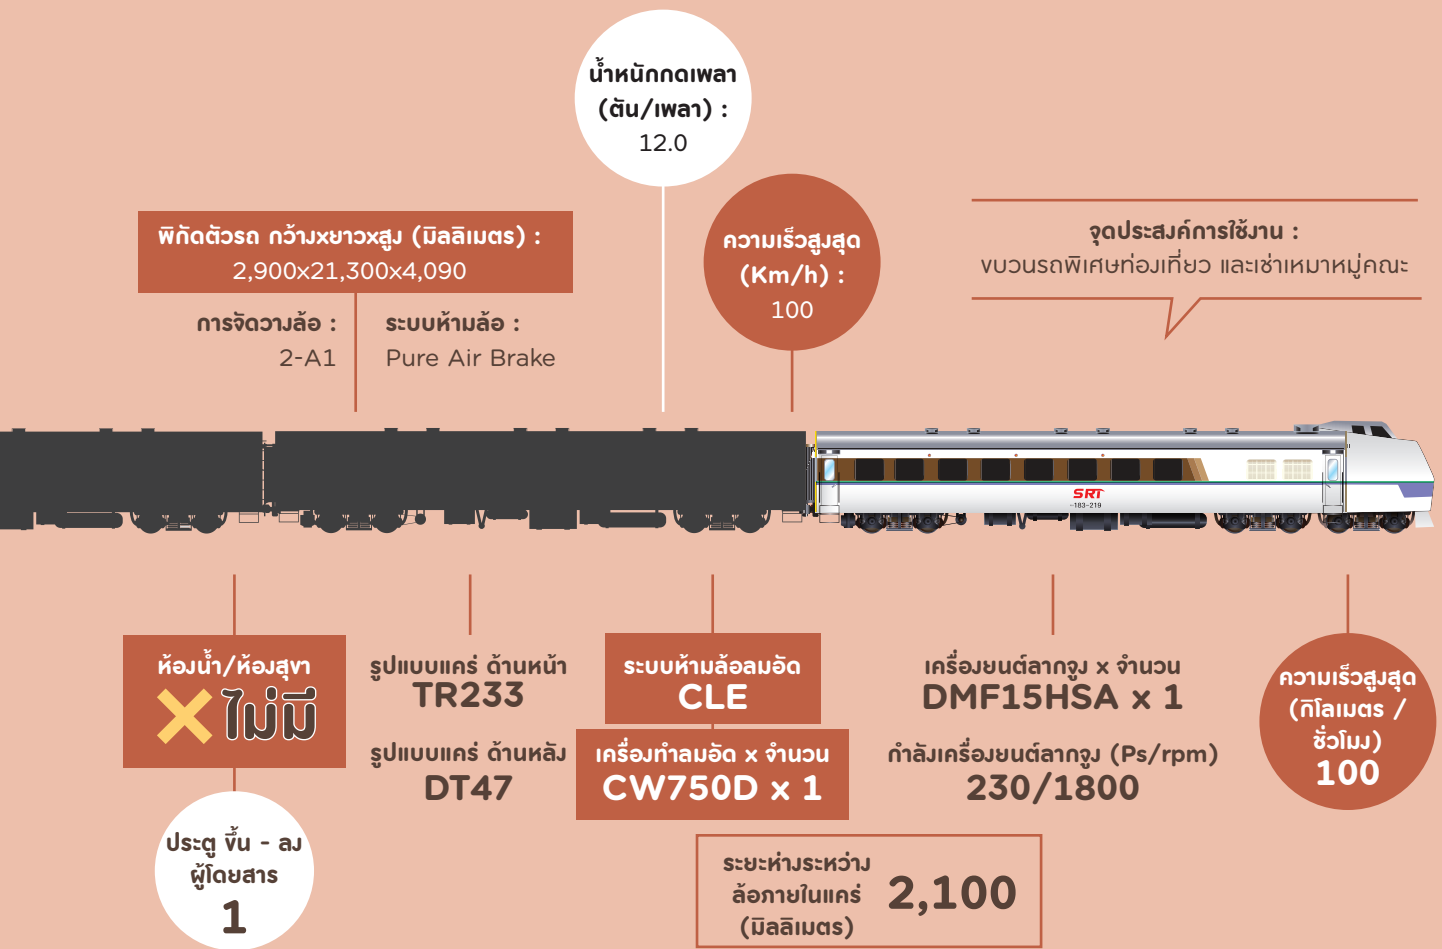 น้ำหนักกดเพลา
(ตัน/เพลา) :
12.0
พิกัดตัวรถ กว้างxยาวxสูง (มิลลิเมตร) :
2,900x21,300x4,090
การจัดวางล้อ :
2-A1
ระบบห้ามล้อ :
Pure Air Brake
ความเร็วสูงสุด
(Km/h) :
100
จุดประสงค์การใช้งาน :
ขบวนรถพิเศษท่องเที่ยว และเช่าเหมาหมู่คณะ
SRT
-183-219
ห้องน้ำ/ห้องสุขา
ไม่มี
ประตู ขึ้น - ลง
ผู้โดยสาร
1
รูปแบบแคร่ ด้านหน้า
TR233
รูปแบบแคร่ ด้านหลัง
DT47
ระบบห้ามล้อลมอัด
CLE
เครื่องทำลมอัด x จำนวน
CW750D x 1
เครื่องยนต์ลากจูง x จำนวน
DMF15HSA x 1
กำลังเครื่องยนต์ลากจูง (Ps/rpm)
230/1800
ระยะห่างระหว่าง
ล้อภายในแคร่
(มิลลิเมตร)
2,100
ความเร็วสูงสุด
(กิโลเมตร /
ชั่วโมง)
100